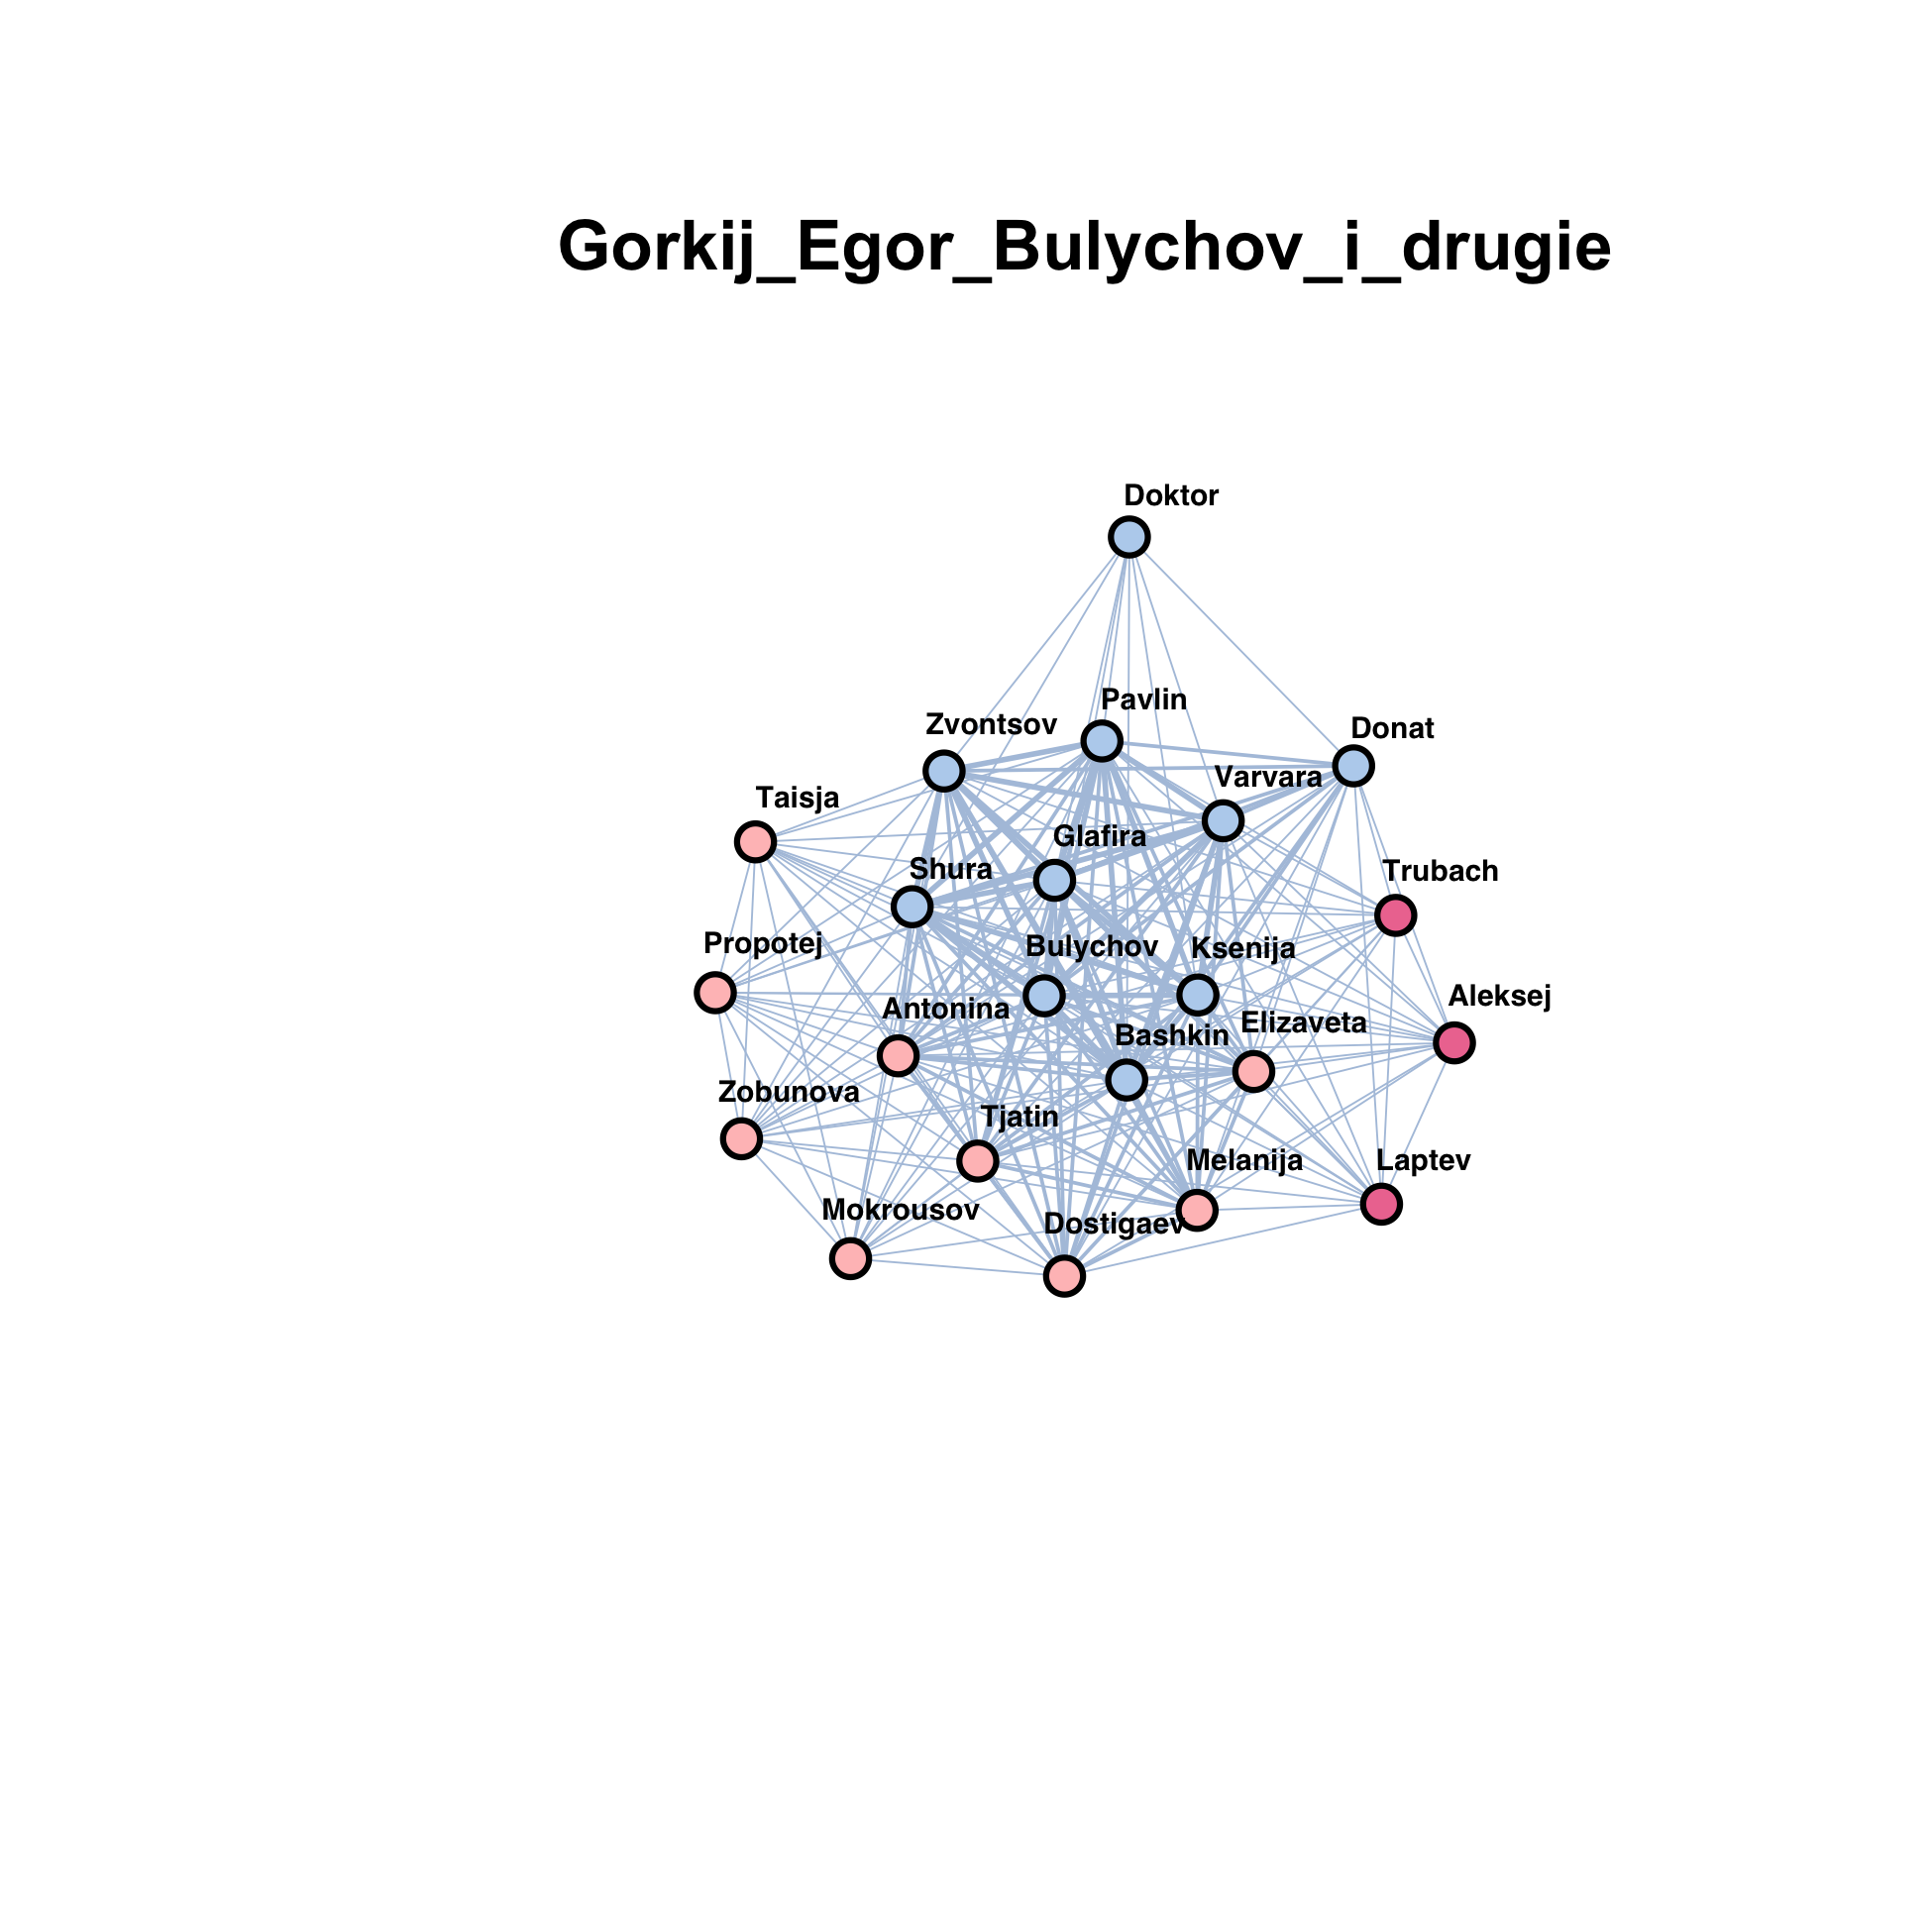 Gorkij_Egor_Bulychov_i_drugie
Doktor
Pavlin
Zvontsov
Donat
Varvara
Taisja
Glafira
Shura
Trubach
Propotej
Bulychov
Ksenija
Aleksej
Antonina
Elizaveta
Bashkin
Zobunova
Tjatin
Melanija
Laptev
Mokrousov
Dostigaev